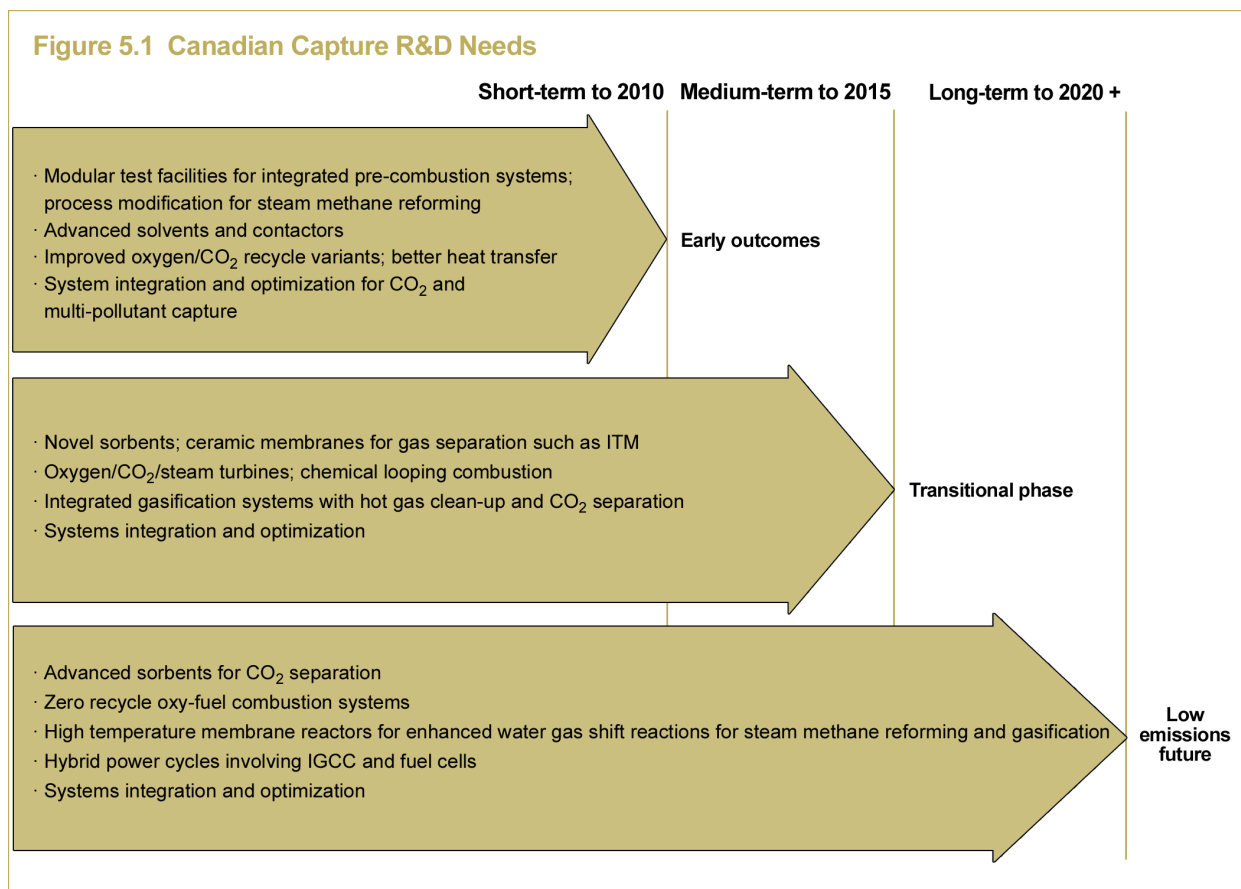 Figure 5.1  Canadian Capture R&D Needs
Short-term to 2010
Medium-term to 2015
Long-term to 2020 +
· Modular test facilities for integrated pre-combustion systems;
process modification for steam methane reforming
· Advanced solvents and contactors
· Improved oxygen/CO₂ recycle variants; better heat transfer
· System integration and optimization for CO₂ and
multi-pollutant capture
Early outcomes
· Novel sorbents; ceramic membranes for gas separation such as ITM
· Oxygen/CO₂/steam turbines; chemical looping combustion
· Integrated gasification systems with hot gas clean-up and CO₂ separation
· Systems integration and optimization
Transitional phase
· Advanced sorbents for CO₂ separation
· Zero recycle oxy-fuel combustion systems
· High temperature membrane reactors for enhanced water gas shift reactions for steam methane reforming and gasification
· Hybrid power cycles involving IGCC and fuel cells
· Systems integration and optimization
Low
emissions
future